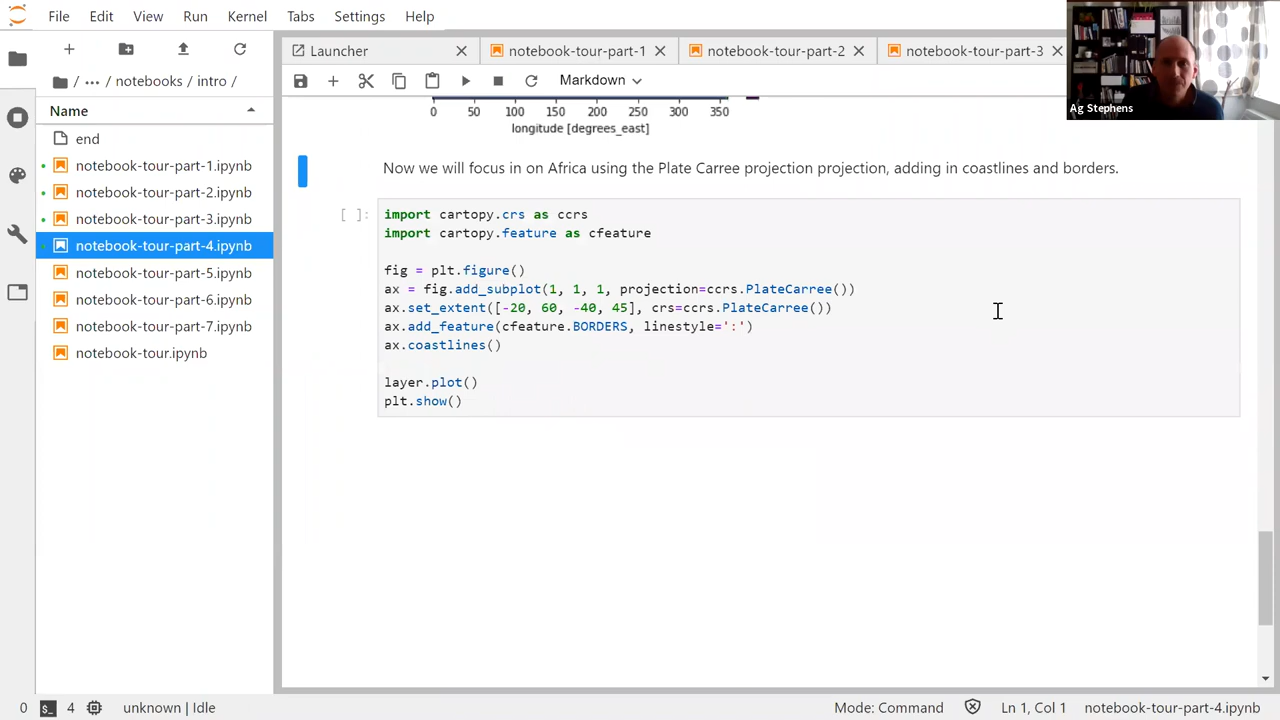 File Edit View Run Kernel Tabs Settings Help
Launcher
notebook-tour-part-1
notebook-tour-part-2
notebook-tour-part-3
/ ··· / notebooks / intro /
Markdown
Name
end
notebook-tour-part-1.ipynb
notebook-tour-part-2.ipynb
notebook-tour-part-3.ipynb
notebook-tour-part-4.ipynb
notebook-tour-part-5.ipynb
notebook-tour-part-6.ipynb
notebook-tour-part-7.ipynb
notebook-tour.ipynb
Ag Stephens
0 50 100 150 200 250 300 350
longitude [degrees_east]
Now we will focus in on Africa using the Plate Carree projection projection, adding in coastlines and borders.
[ ]:
import cartopy.crs as ccrs
import cartopy.feature as cfeature
fig = plt.figure()
ax = fig.add_subplot(1, 1, 1, projection=ccrs.PlateCarree())
ax.set_extent([-20, 60, -40, 45], crs=ccrs.PlateCarree())
ax.add_feature(cfeature.BORDERS, linestyle=':')
ax.coastlines()
layer.plot()
plt.show()
0 $_ 4 unknown | Idle
Mode: Command Ln 1, Col 1 notebook-tour-part-4.ipynb